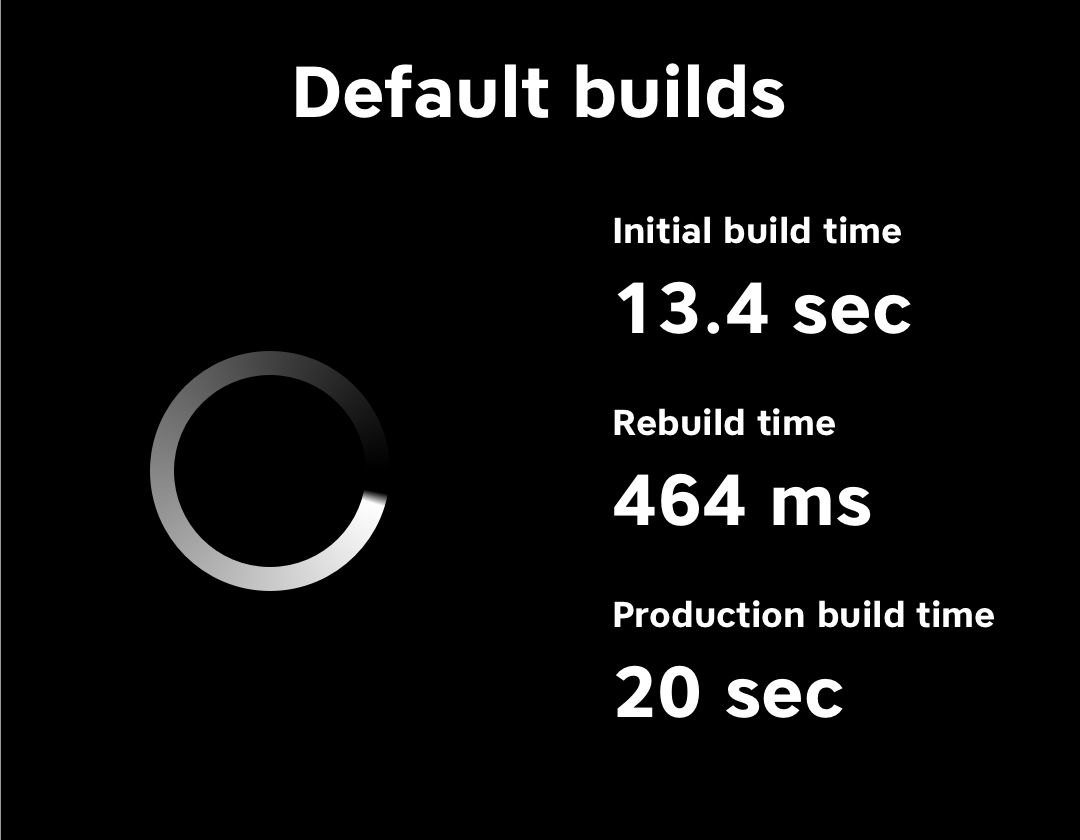 Default builds
Initial build time
13.4 sec
Rebuild time
464 ms
Production build time
20 sec